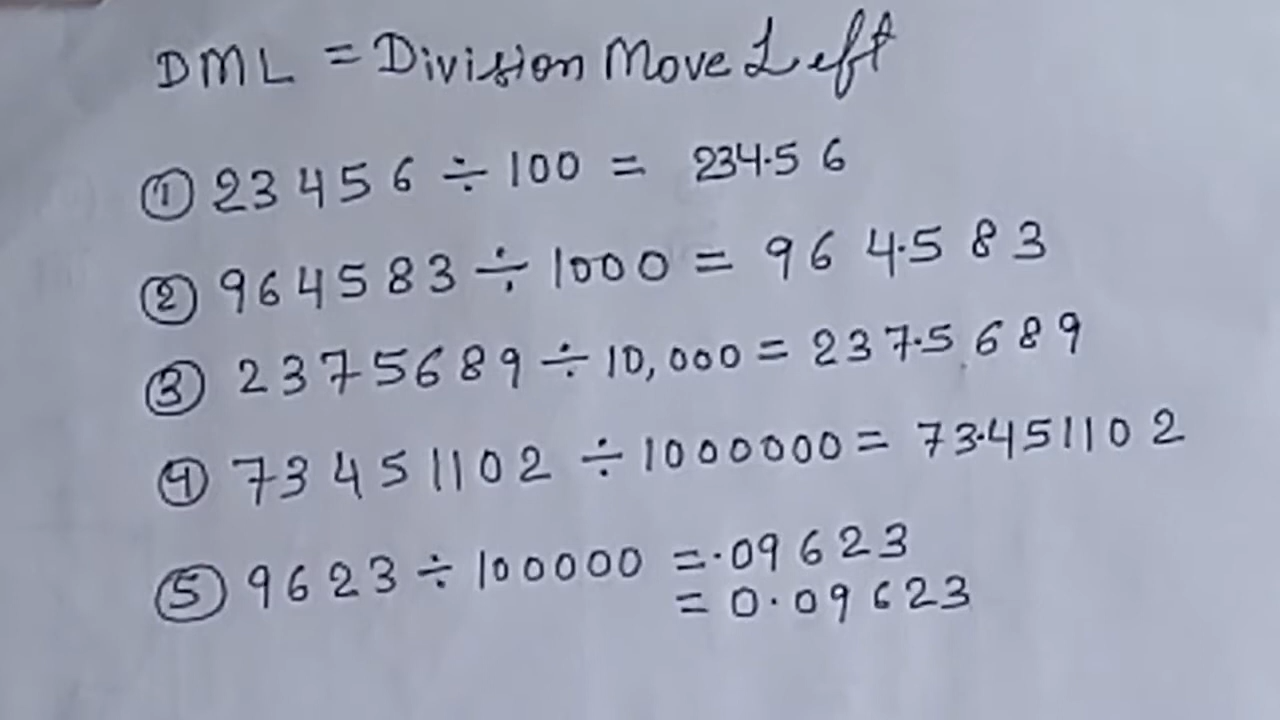 DML = Division Move Left
① 23456 ÷ 100 = 234.56
② 964583 ÷ 1000 = 964.583
③ 2375689 ÷ 10,000 = 237.5689
④ 73451102 ÷ 1000000 = 73.451102
⑤ 9623 ÷ 100000 = .09623
= 0.09623